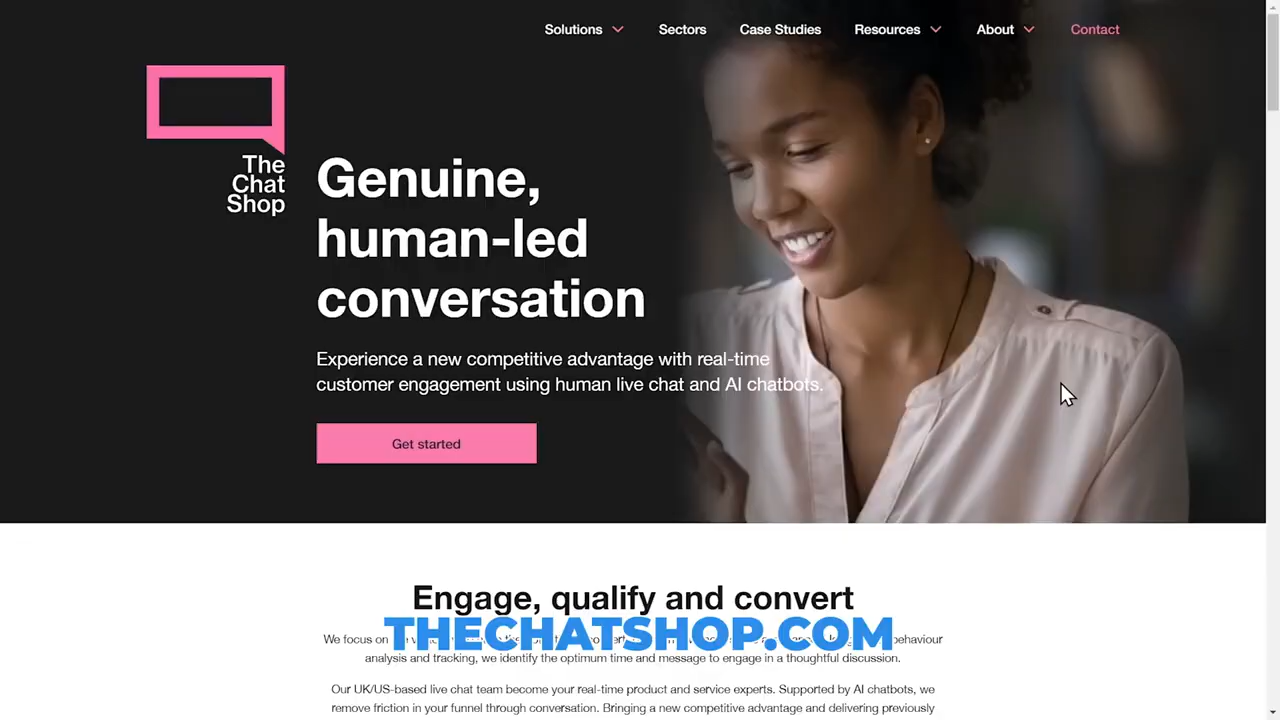 Solutions Sectors Case Studies Resources About Contact
The
Chat
Shop
Genuine,
human-led
conversation
Experience a new competitive advantage with real-time
customer engagement using human live chat and AI chatbots.
Get started
Engage, qualify and convert
THECHATSHOP.COM
We focus on behaviour
analysis and tracking, we identify the optimum time and message to engage in a thoughtful discussion.
Our UK/US-based live chat team become your real-time product and service experts. Supported by AI chatbots, we
remove friction in your funnel through conversation. Bringing a new competitive advantage and delivering previously